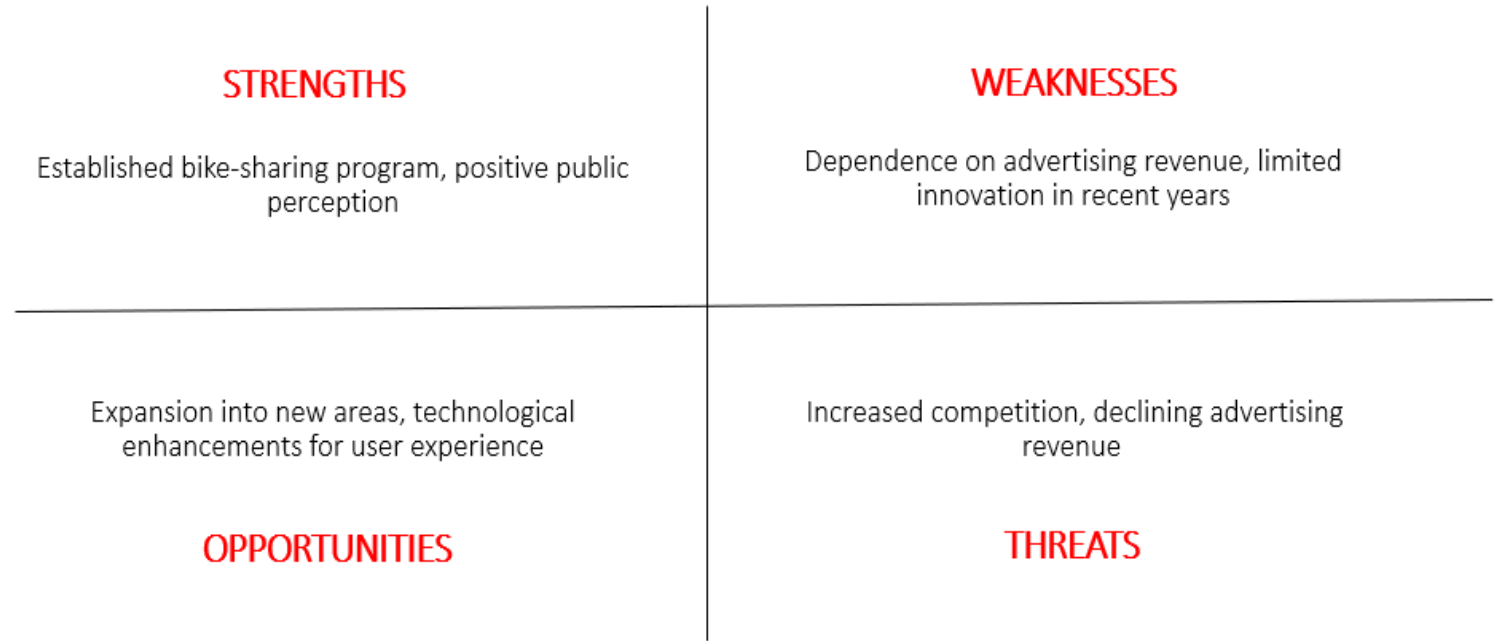 STRENGTHS
Established bike-sharing program, positive public
perception
WEAKNESSES
Dependence on advertising revenue, limited
innovation in recent years
Expansion into new areas, technological
enhancements for user experience
OPPORTUNITIES
Increased competition, declining advertising
revenue
THREATS